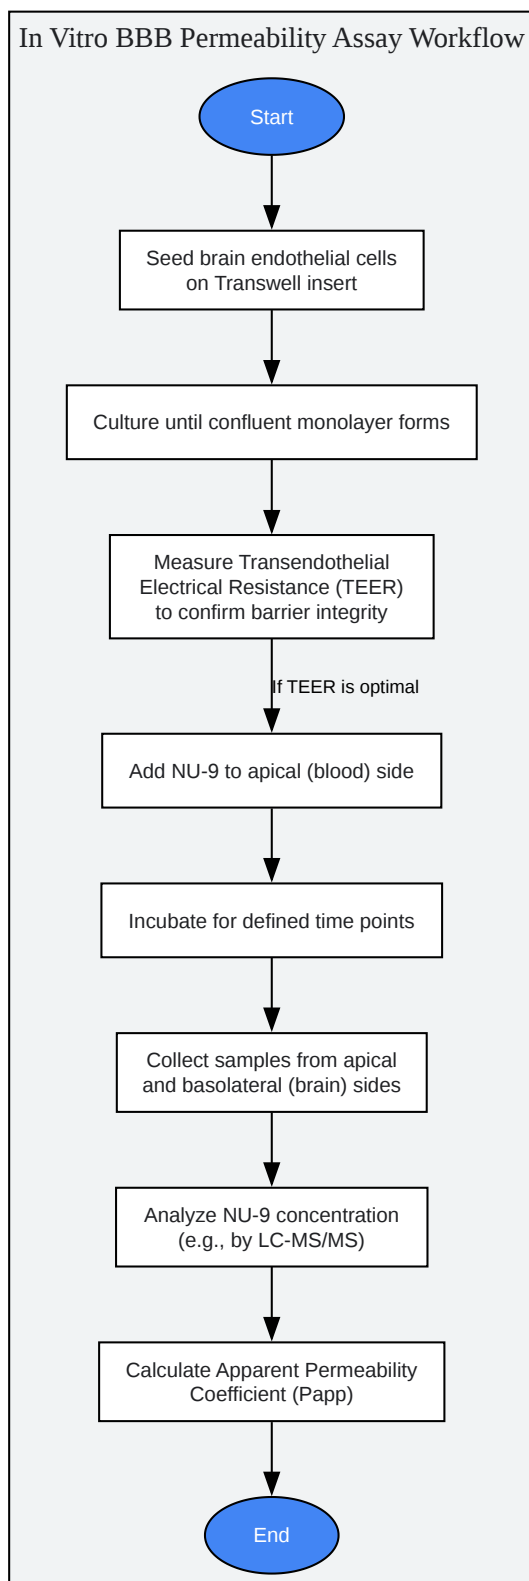 In Vitro BBB Permeability Assay Workflow
Start
Seed brain endothelial cells
on Transwell insert
Culture until confluent monolayer forms
Measure Transendothelial
Electrical Resistance (TEER)
to confirm barrier integrity
If TEER is optimal
Add NU-9 to apical (blood) side
Incubate for defined time points
Collect samples from apical
and basolateral (brain) sides
Analyze NU-9 concentration
(e.g., by LC-MS/MS)
Calculate Apparent Permeability
Coefficient (Papp)
End